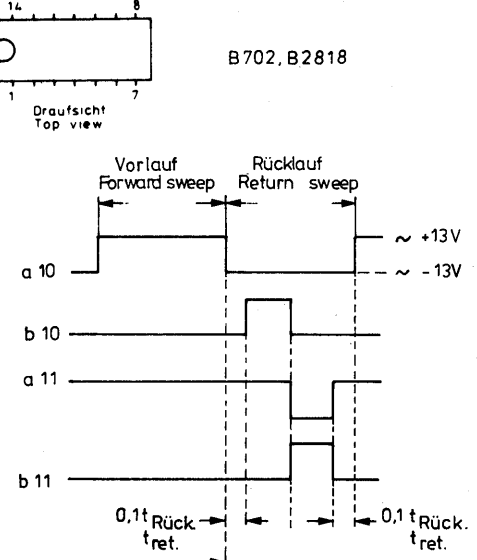 14 8
B702, B2818
1 7
Draufsicht
Top view
Vorlauf Rücklauf
Forward sweep Return sweep
~ +13V
a 10 ~ -13V
b 10
a 11
b 11
0,1 t Rück. 0,1 t Rück.
t ret. t ret.